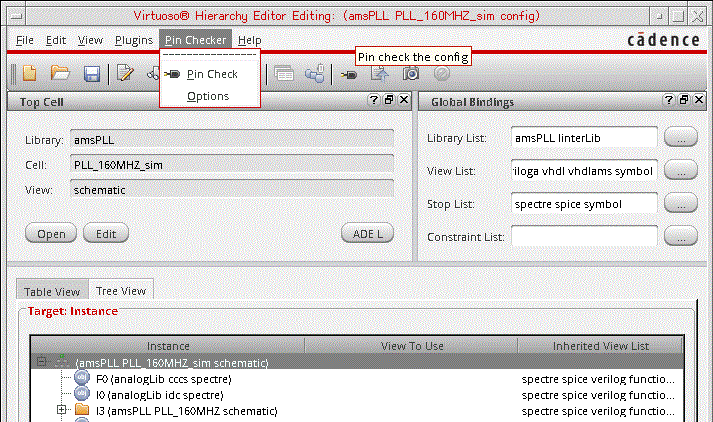 Virtuoso® Hierarchy Editor Editing: (amsPLL PLL_160MHZ_sim config)
File Edit View Plugins Pin Checker Help
cādence
Pin check the config
Pin Check
Options
Top Cell
Global Bindings
Library: amsPLL
Cell: PLL_160MHZ_sim
View: schematic
Open Edit ADE L
Library List: amsPLL linterLib ...
View List: iloga vhdl vhdlams symbol ...
Stop List: spectre spice symbol ...
Constraint List: ...
Table View Tree View
Target: Instance
Instance View To Use Inherited View List
(amsPLL PLL_160MHZ_sim schematic)
F0 (analogLib cccs spectre) spectre spice verilog functio...
I0 (analogLib idc spectre) spectre spice verilog functio...
I3 (amsPLL PLL_160MHZ schematic) spectre spice verilog functio...